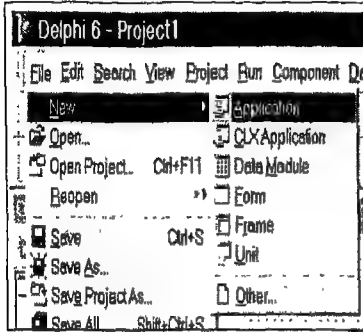 Delphi 6 - Project1
File Edit Search View Project Run Component
New
Open...
Open Project... Ctrl+F11
Reopen
Save Ctrl+S
Save As...
Save Project As...
Save All Shift+Ctrl+S
Application
CLX Application
Data Module
Form
Frame
Unit
Other...